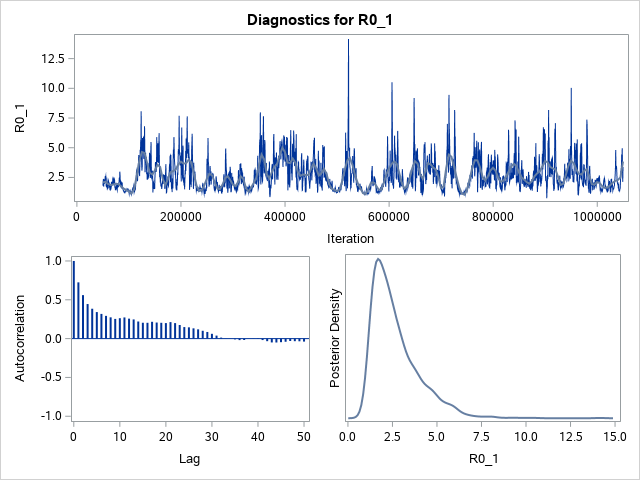 Diagnostics for R0_1
R0_1
12.5
10.0
7.5
5.0
2.5
0 200000 400000 600000 800000 1000000
Iteration
Autocorrelation
1.0
0.5
0.0
-0.5
-1.0
0 10 20 30 40 50
Lag
Posterior Density
0.0 2.5 5.0 7.5 10.0 12.5 15.0
R0_1